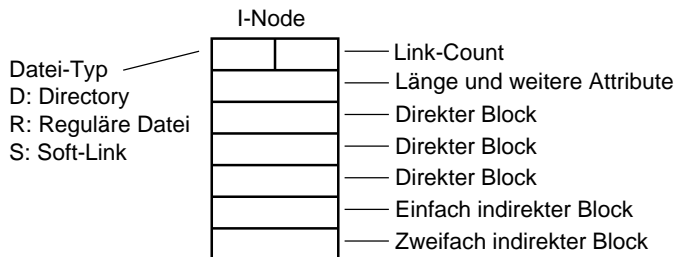 I-Node
Datei-Typ
D: Directory
R: Reguläre Datei
S: Soft-Link
Link-Count
Länge und weitere Attribute
Direkter Block
Direkter Block
Direkter Block
Einfach indirekter Block
Zweifach indirekter Block